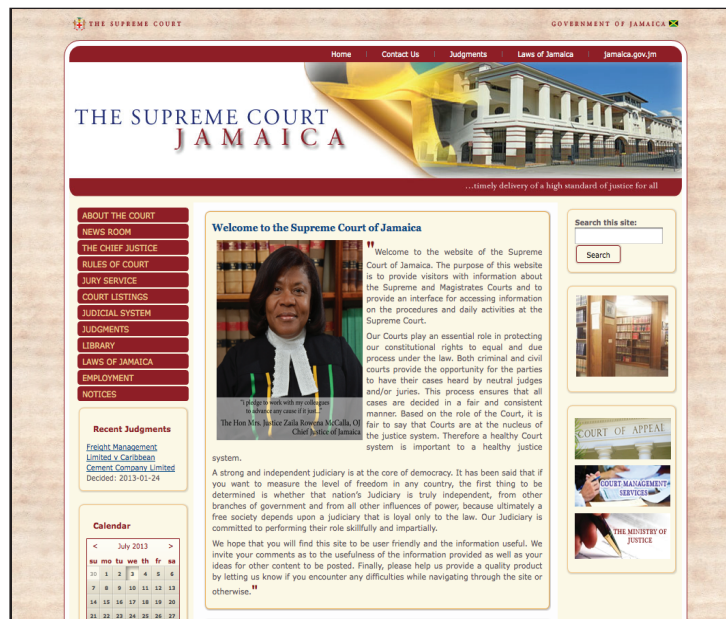 THE SUPREME COURT
GOVERNMENT OF JAMAICA
Home
Contact Us
Judgments
Laws of Jamaica
jamaica.gov.jm
THE SUPREME COURT
JAMAICA
...timely delivery of a high standard of justice for all
ABOUT THE COURT
NEWS ROOM
THE CHIEF JUSTICE
RULES OF COURT
JURY SERVICE
COURT LISTINGS
JUDICIAL SYSTEM
JUDGMENTS
LIBRARY
LAWS OF JAMAICA
EMPLOYMENT
NOTICES
Recent Judgments
Freight Management
Limited v Caribbean
Cement Company Limited
Decided: 2013-01-24
Calendar
< July 2013 >
su mo tu we th fr sa
30 1 2 3 4 5 6
7 8 9 10 11 12 13
14 15 16 17 18 19 20
21 22 23 24 25 26 27
Welcome to the Supreme Court of Jamaica
"i pledge to work with my colleagues
to advance any cause if it just..."
The Hon Mrs. Justice Zaila Rowena McCalla, OJ
Chief Justice of Jamaica
"Welcome to the website of the Supreme
Court of Jamaica. The purpose of this website
is to provide visitors with information about
the Supreme and Magistrates Courts and to
provide an interface for accessing information
on the procedures and daily activities at the
Supreme Court.
Our Courts play an essential role in protecting
our constitutional rights to equal and due
process under the law. Both criminal and civil
courts provide the opportunity for the parties
to have their cases heard by neutral judges
and/or juries. This process ensures that all
cases are decided in a fair and consistent
manner. Based on the role of the Court, it is
fair to say that Courts are at the nucleus of
the justice system. Therefore a healthy Court
system is important to a healthy justice
system.
A strong and independent judiciary is at the core of democracy. It has been said that if
you want to measure the level of freedom in any country, the first thing to be
determined is whether that nation's Judiciary is truly independent, from other
branches of government and from all other influences of power, because ultimately a
free society depends upon a judiciary that is loyal only to the law. Our Judiciary is
committed to performing their role skillfully and impartially.
We hope that you will find this site to be user friendly and the information useful. We
invite your comments as to the usefulness of the information provided as well as your
ideas for other content to be posted. Finally, please help us provide a quality product
by letting us know if you encounter any difficulties while navigating through the site or
otherwise."
Search this site:
Search
COURT OF APPEAL
COURT MANAGEMENT
SERVICES
THE MINISTRY OF
JUSTICE